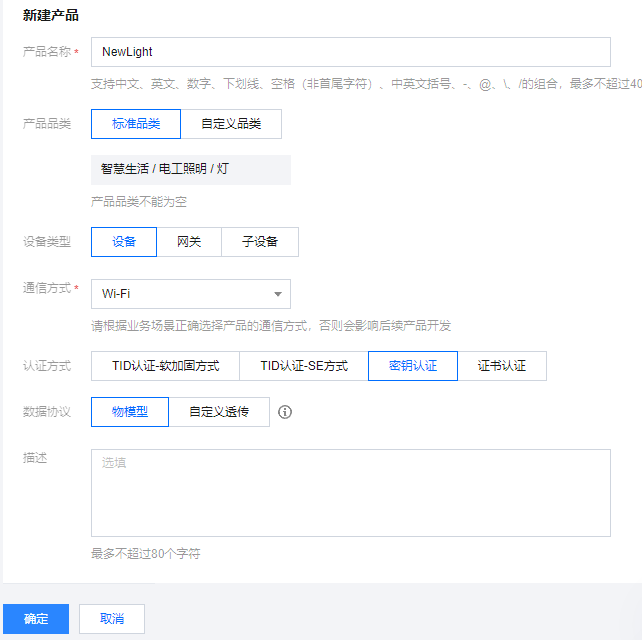 新建产品
产品名称 *
NewLight
支持中文、英文、数字、下划线、空格（非首尾字符）、中英文括号、-、@、\、/的组合，最多不超过40
产品品类
标准品类
自定义品类
智慧生活 / 电工照明 / 灯
产品品类不能为空
设备类型
设备
网关
子设备
通信方式 *
Wi-Fi
请根据业务场景正确选择产品的通信方式，否则会影响后续产品开发
认证方式
TID认证-软加固方式
TID认证-SE方式
密钥认证
证书认证
数据协议
物模型
自定义透传
描述
选填
最多不超过80个字符
确定
取消